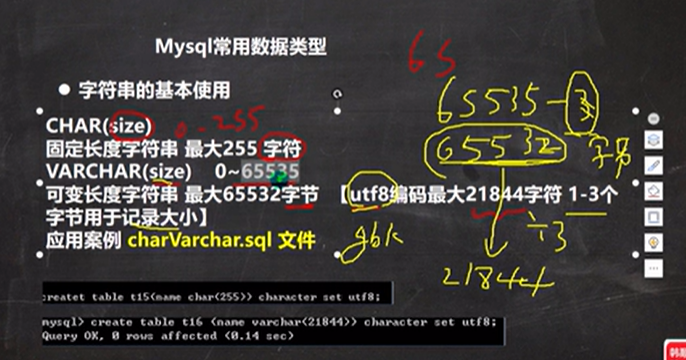 Mysql常用数据类型
65
● 字符串的基本使用
65535-3
CHAR(size) 0-255
固定长度字符串 最大255 字符
65532 字节
VARCHAR(size) 0~65535
可变长度字符串 最大65532字节 【utf8编码最大21844字符 1-3个
字节用于记录大小】
gbk
÷3
应用案例 charVarchar.sql 文件
21844
createt table t15(name char(255)) character set utf8;
mysql> create table t16 (name varchar(21844)) character set utf8;
Query OK, 0 rows affected (0.14 sec)